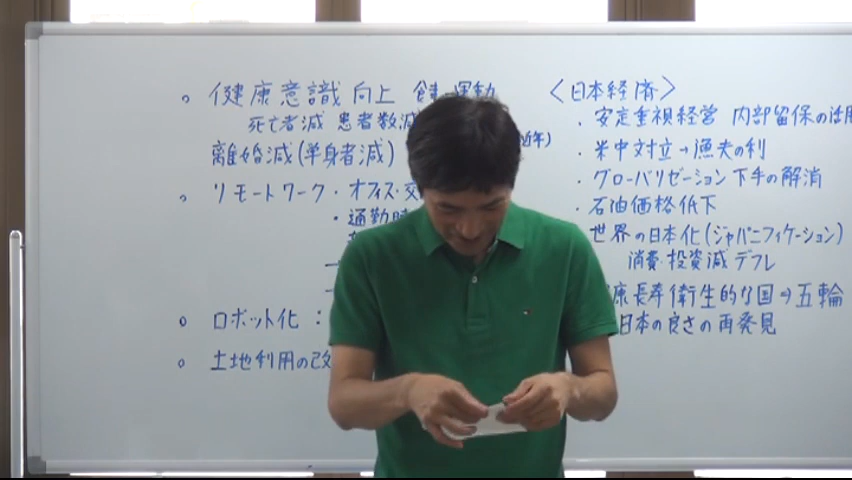 。健康意識向上 食 運動
死亡者減 患者数減
離婚減(単身者減)
近年)
。リモートワーク・オフィス・交
・通勤時
。ロボット化:
。土地利用の改
<日本経済>
・安定重視経営 内部留保の活用
・米中対立→漁夫の利
・グローバリゼーション下手の解消
・石油価格低下
世界の日本化(ジャパニフィケーション)
消費・投資減 デフレ
康長寿衛生的な国→五輪
日本の良さの再発見